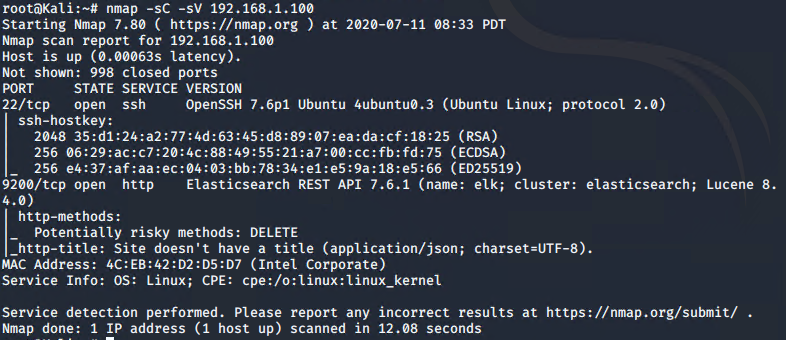 root@Kali:~# nmap -sC -sV 192.168.1.100
Starting Nmap 7.80 ( https://nmap.org ) at 2020-07-11 08:33 PDT
Nmap scan report for 192.168.1.100
Host is up (0.00063s latency).
Not shown: 998 closed ports
PORT     STATE SERVICE VERSION
22/tcp   open  ssh     OpenSSH 7.6p1 Ubuntu 4ubuntu0.3 (Ubuntu Linux; protocol 2.0)
| ssh-hostkey:
|   2048 35:d1:24:a2:77:4d:63:45:d8:89:07:ea:da:cf:18:25 (RSA)
|   256 06:29:ac:c7:20:4c:88:49:55:21:a7:00:cc:fb:fd:75 (ECDSA)
|_  256 e4:37:af:aa:ec:04:03:bb:78:34:e1:e5:9a:18:e5:66 (ED25519)
9200/tcp open  http    Elasticsearch REST API 7.6.1 (name: elk; cluster: elasticsearch; Lucene 8.
4.0)
| http-methods:
|_  Potentially risky methods: DELETE
|_http-title: Site doesn't have a title (application/json; charset=UTF-8).
MAC Address: 4C:EB:42:D2:D5:D7 (Intel Corporate)
Service Info: OS: Linux; CPE: cpe:/o:linux:linux_kernel

Service detection performed. Please report any incorrect results at https://nmap.org/submit/ .
Nmap done: 1 IP address (1 host up) scanned in 12.08 seconds